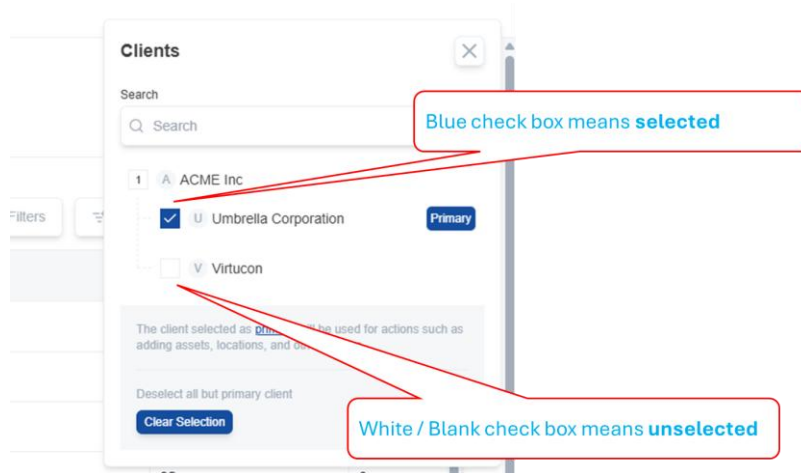 Clients
Search
Search
Blue check box means selected
1 A ACME Inc
Filters
U Umbrella Corporation Primary
V Virtucon
The client selected as be used for actions such as
adding assets, locations, and
Deselect all but primary client
Clear Selection
White / Blank check box means unselected